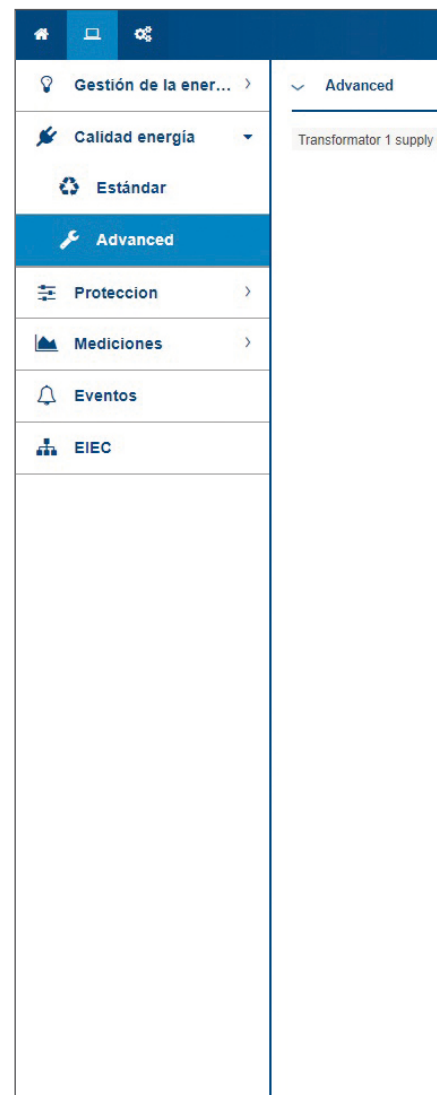 Gestión de la ener...
Calidad energía
Estándar
Advanced
Proteccion
Mediciones
Eventos
EIEC
Advanced
Transformator 1 supply